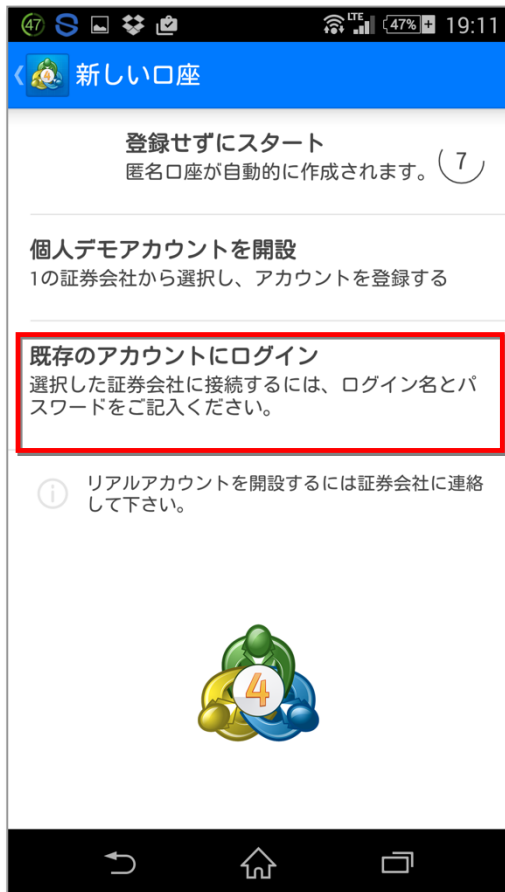 47 LTE 47% 19:11
新しい口座
登録せずにスタート
匿名口座が自動的に作成されます。 7
個人デモアカウントを開設
1の証券会社から選択し、アカウントを登録する
既存のアカウントにログイン
選択した証券会社に接続するには、ログイン名とパ
スワードをご記入ください。
リアルアカウントを開設するには証券会社に連絡
して下さい。
4